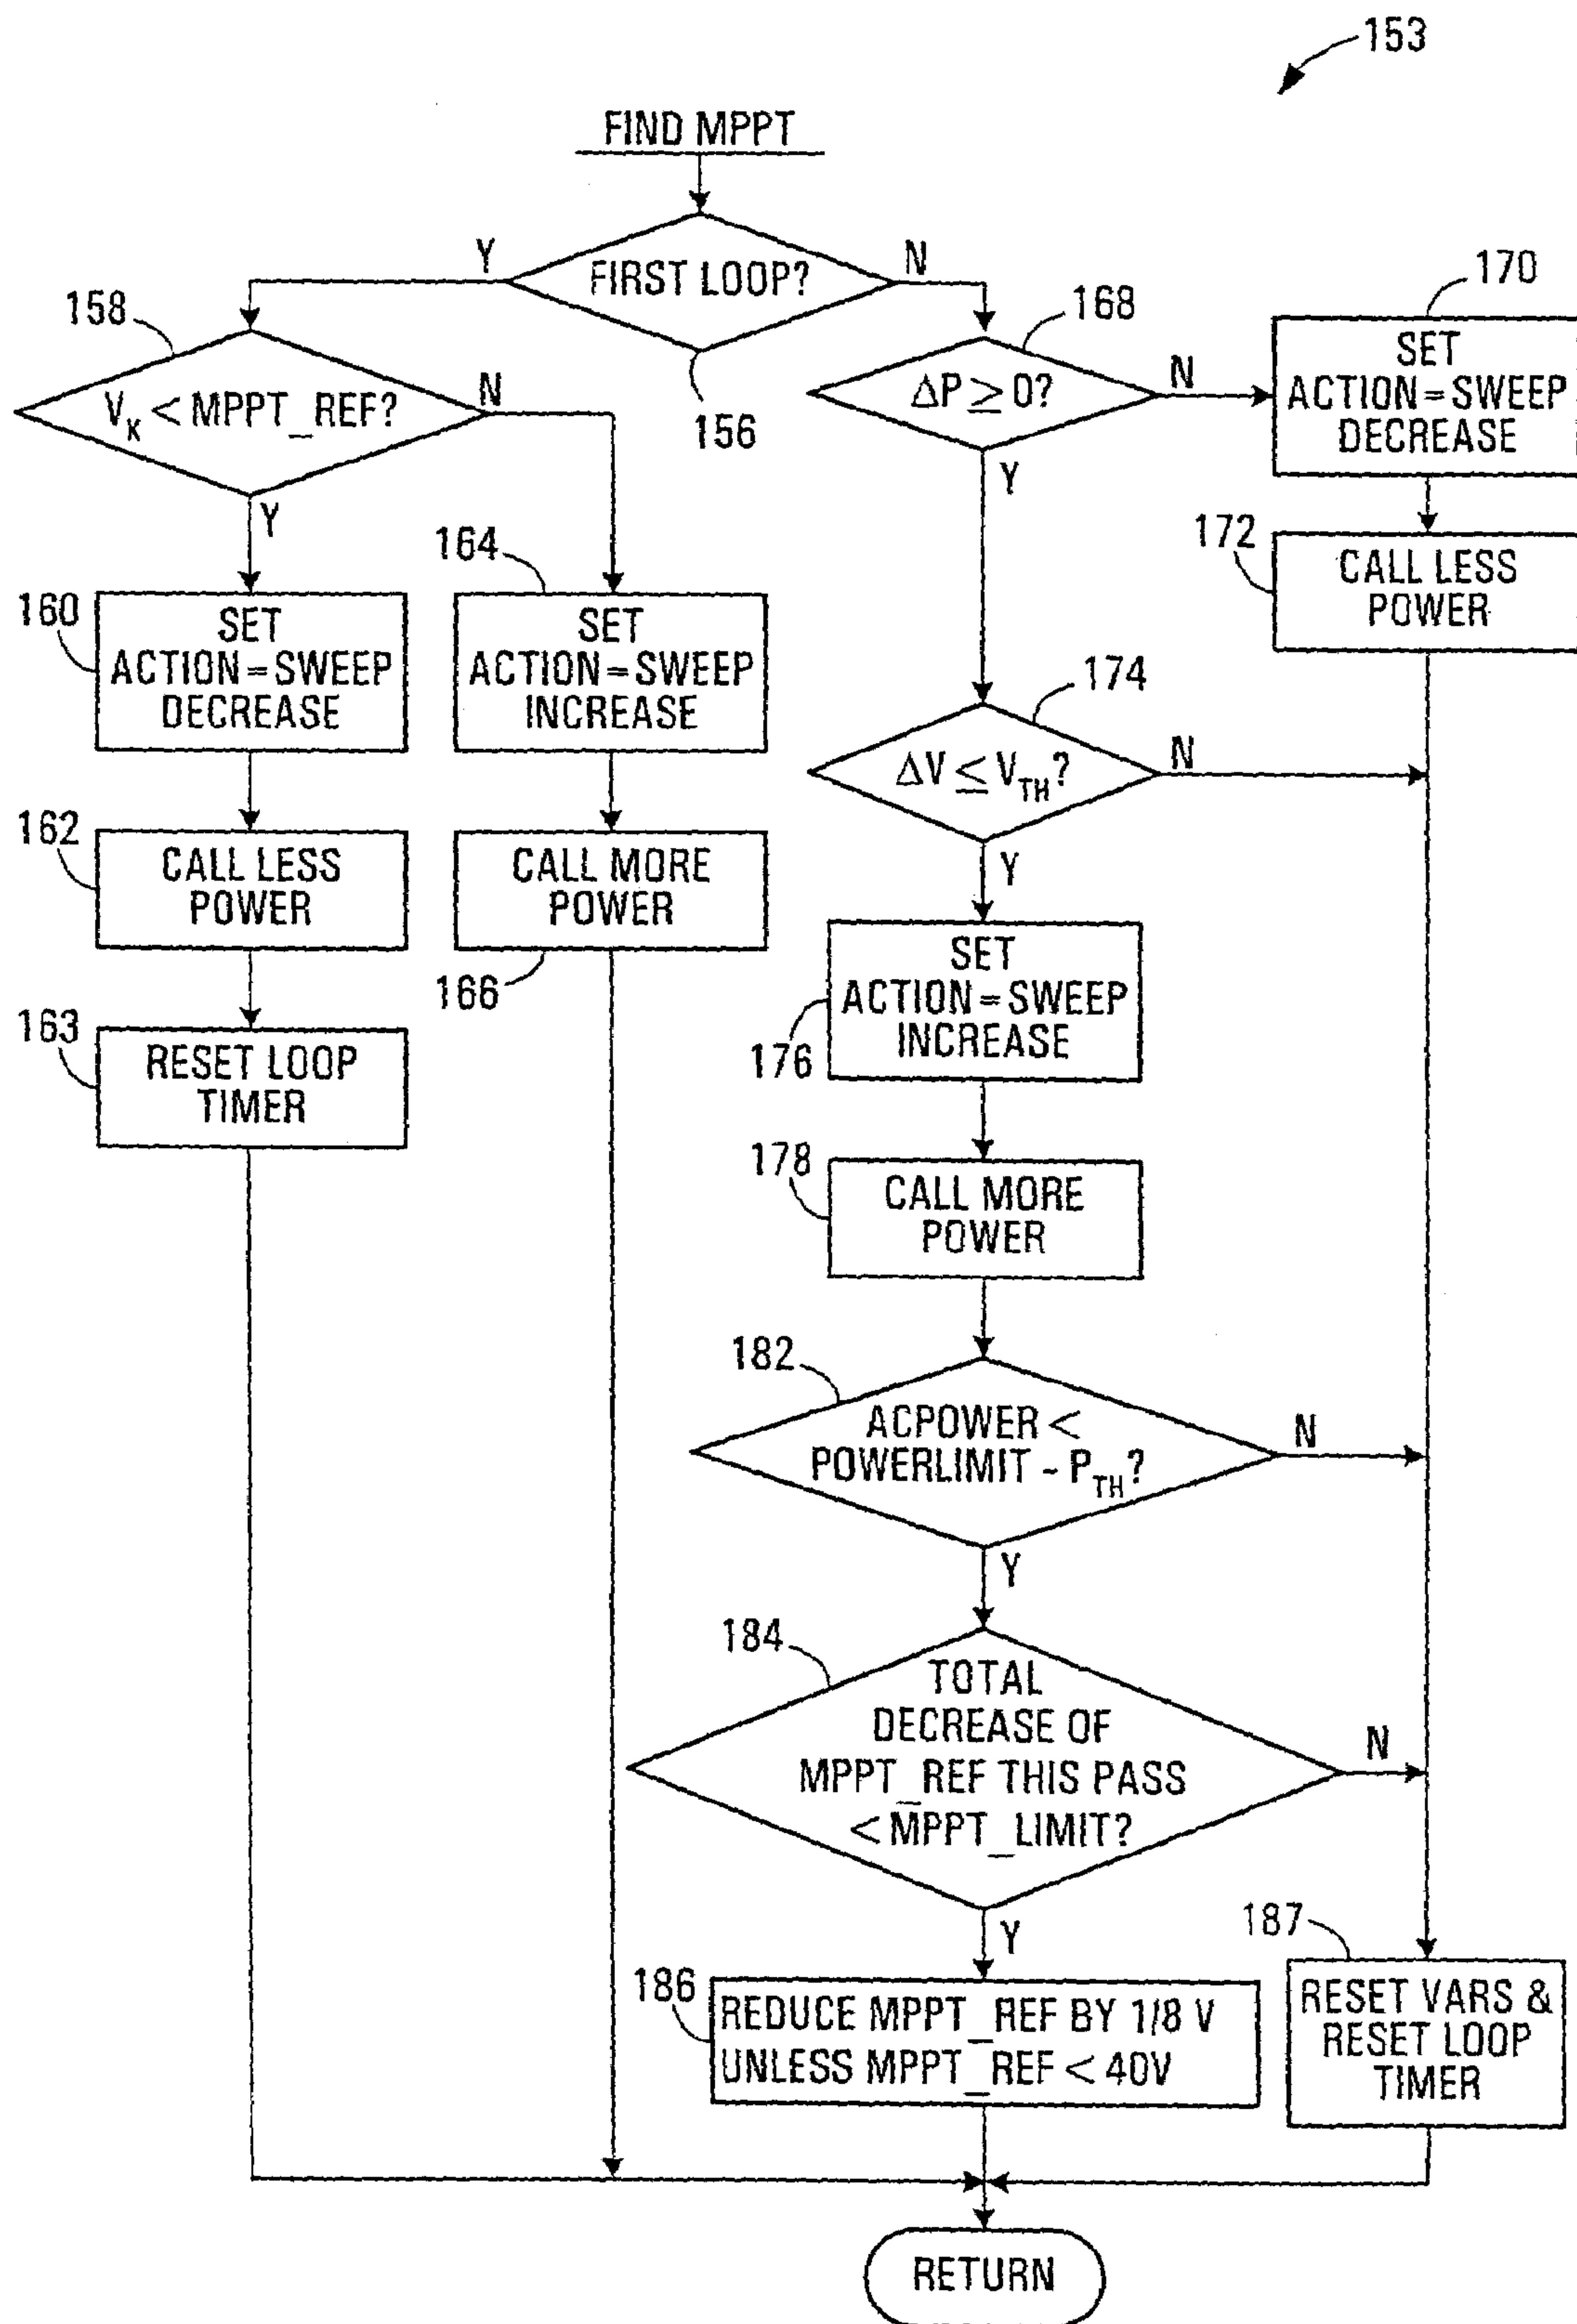 153
FIND MPPT
FIRST LOOP?
Y
N
156
158
V_K < MPPT_REF?
N
Y
168
ΔP ≥ 0?
N
Y
170
SET
ACTION = SWEEP
DECREASE
172
CALL LESS
POWER
160
SET
ACTION = SWEEP
DECREASE
164
SET
ACTION = SWEEP
INCREASE
174
ΔV ≤ V_TH?
N
Y
162
CALL LESS
POWER
CALL MORE
POWER
166
163
RESET LOOP
TIMER
SET
ACTION = SWEEP
INCREASE
176
178
CALL MORE
POWER
182
ACPOWER <
POWERLIMIT - P_TH?
N
Y
184
TOTAL
DECREASE OF
MPPT_REF THIS PASS
< MPPT_LIMIT?
N
Y
186
REDUCE MPPT_REF BY 1/8 V
UNLESS MPPT_REF < 40V
187
RESET VARS &
RESET LOOP
TIMER
RETURN